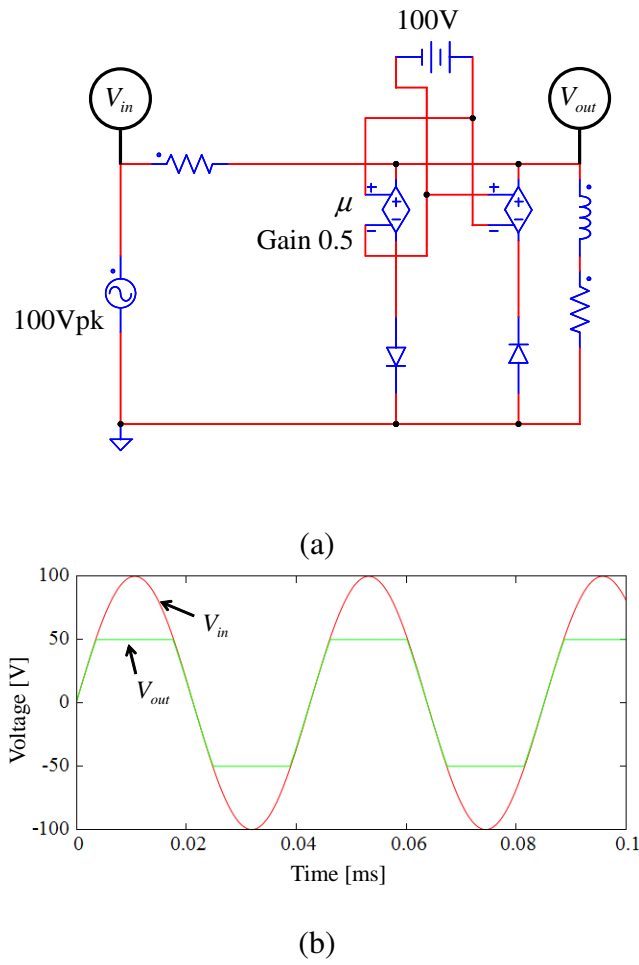 100V
V_in
V_out
+
+
+
+
μ
−
−
−
−
Gain 0.5
100Vpk
(a)
100
50
0
-50
-100
Voltage [V]
V_in
V_out
0
0.02
0.04
0.06
0.08
0.1
Time [ms]
(b)